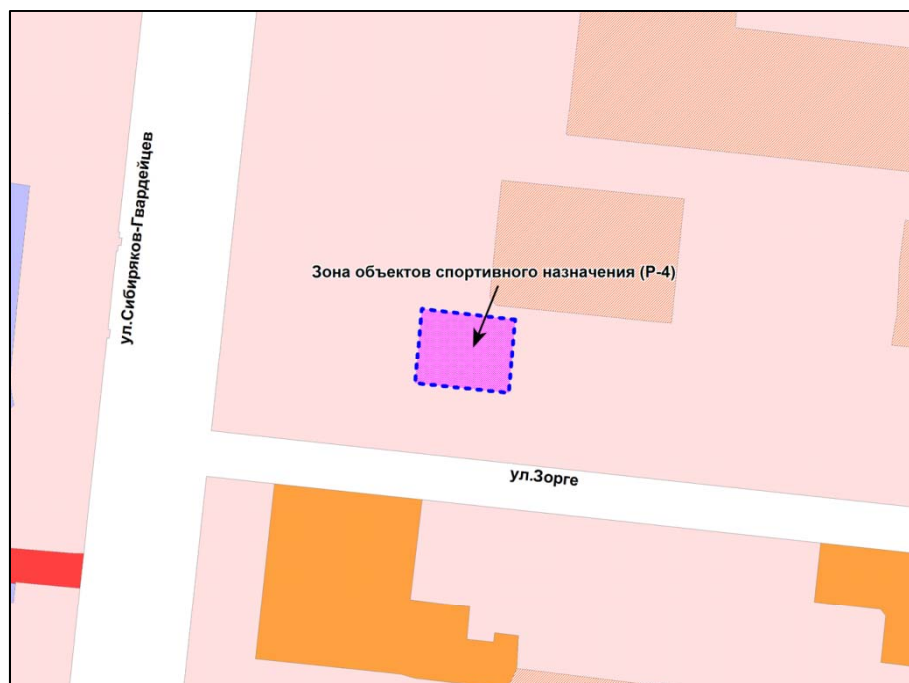 ул.Сибиряков-Гвардейцев
Зона объектов спортивного назначения (Р-4)
ул.Зорге